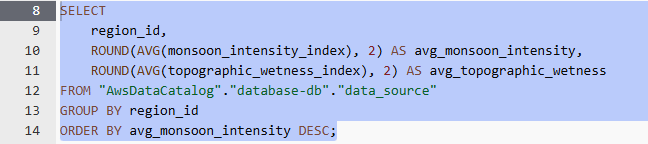 8 SELECT
9 region_id,
10 ROUND(AVG(monsoon_intensity_index), 2) AS avg_monsoon_intensity,
11 ROUND(AVG(topographic_wetness_index), 2) AS avg_topographic_wetness
12 FROM "AwsDataCatalog"."database-db"."data_source"
13 GROUP BY region_id
14 ORDER BY avg_monsoon_intensity DESC;